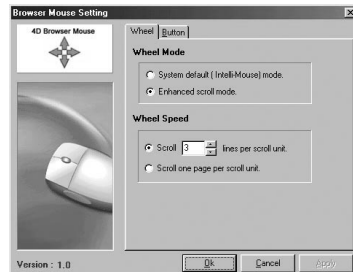 Browser Mouse Setting
4D Browser Mouse
Wheel Button
Wheel Mode
System default ( Intelli-Mouse) mode.
Enhanced scroll mode.
Wheel Speed
Scroll 3 lines per scroll unit.
Scroll one page per scroll unit.
Version : 1.0
Ok Cancel Apply